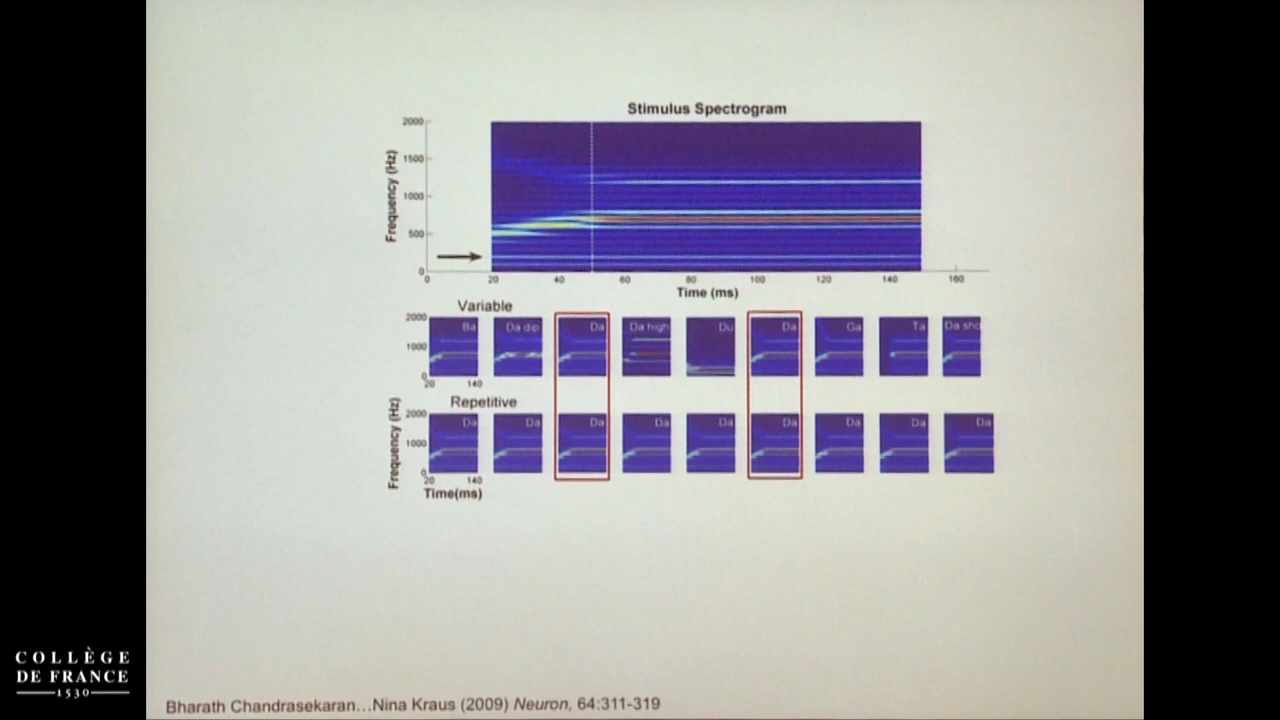 Stimulus Spectrogram
2000
1500
1000
500
0
Frequency (Hz)
0 20 40 60 80 100 120 140 160
Time (ms)
Variable
2000
1000
0
Ba Da dip Da Da high Du Da Ga Ta Da sho
20 140
Repetitive
Frequency (Hz)
2000
1000
0
Da Da Da Da Da Da Da Da Da
20 140
Time(ms)
COLLÈGE
DE FRANCE
1530
Bharath Chandrasekaran...Nina Kraus (2009) Neuron, 64:311-319